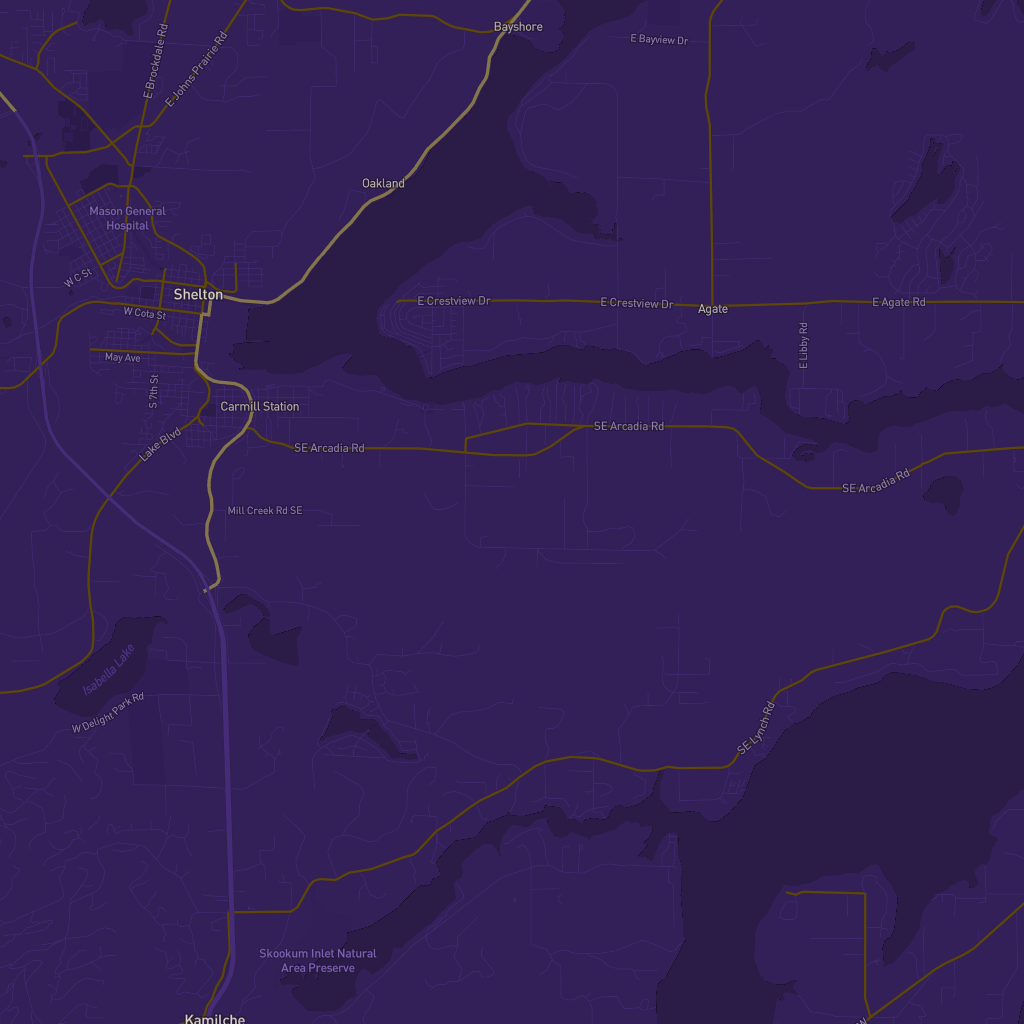 Bayshore
E Bayview Dr
E Brockdale Rd
E Johns Prairie Rd
Oakland
Mason General
Hospital
W C St
Shelton
W Cota St
E Crestview Dr
E Crestview Dr
Agate
E Agate Rd
E Libby Rd
May Ave
S 7th St
Carmill Station
Lake Blvd
SE Arcadia Rd
SE Arcadia Rd
SE Arcadia Rd
Mill Creek Rd SE
Isabella Lake
W Delight Park Rd
SE Lynch Rd
Skookum Inlet Natural
Area Preserve
Kamilche